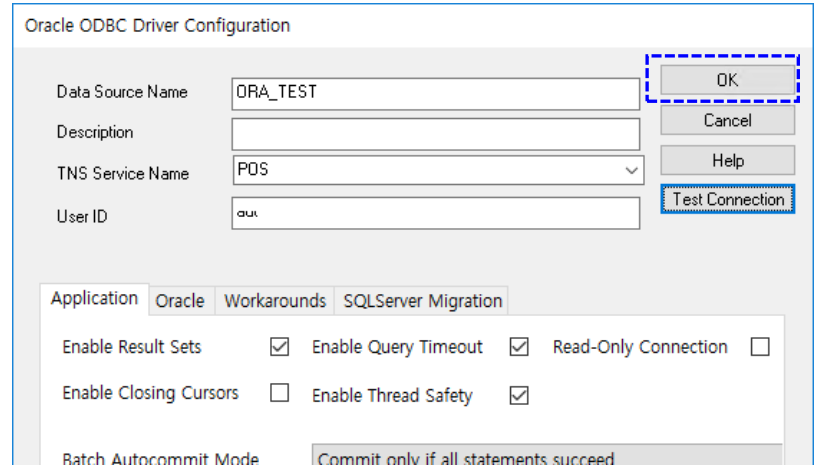 Oracle ODBC Driver Configuration
Data Source Name ORA_TEST OK
Description Cancel
TNS Service Name POS Help
User ID Test Connection
Application Oracle Workarounds SQLServer Migration
Enable Result Sets Enable Query Timeout Read-Only Connection
Enable Closing Cursors Enable Thread Safety
Batch Autocommit Mode Commit only if all statements succeed